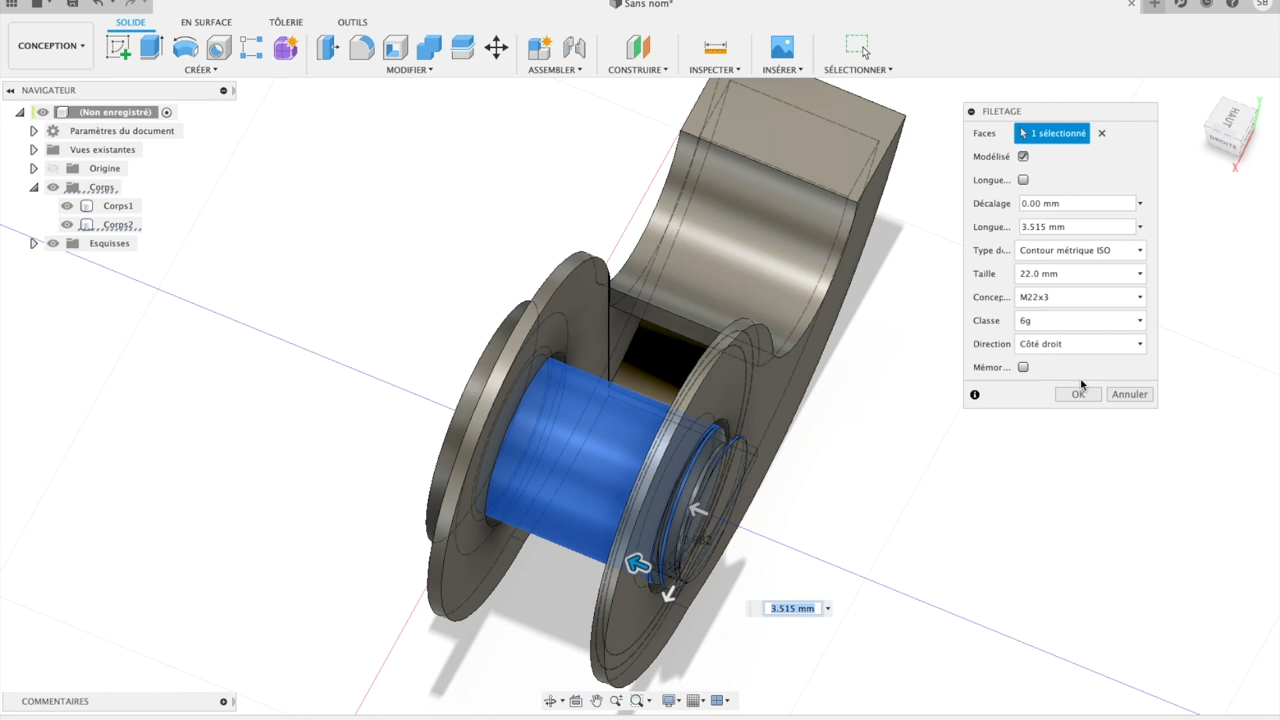 Sans nom*
SB
SOLIDE EN SURFACE TÔLERIE OUTILS
CONCEPTION
CRÉER MODIFIER ASSEMBLER CONSTRUIRE INSPECTER INSÉRER SÉLECTIONNER
NAVIGATEUR
(Non enregistré)
Paramètres du document
Vues existantes
Origine
Corps
Corps1
Corps2
Esquisses
FILETAGE
Faces 1 sélectionné
Modélisé
Longue...
Décalage 0.00 mm
Longue... 3.515 mm
Type d... Contour métrique ISO
Taille 22.0 mm
Concep... M22x3
Classe 6g
Direction Côté droit
Mémor...
OK Annuler
HAUT
DROITE
Y
X
3.515 mm
COMMENTAIRES